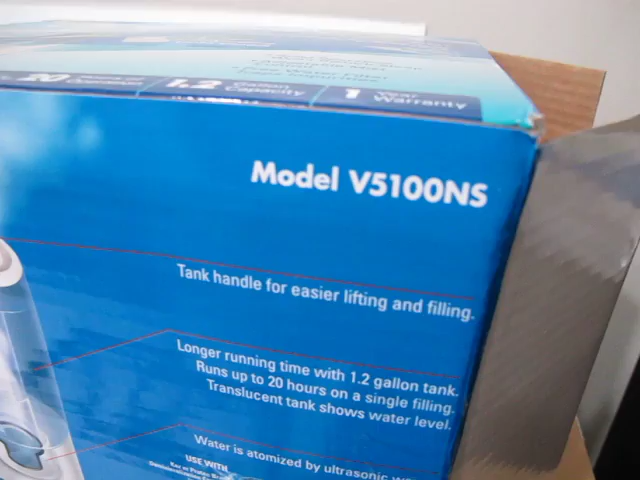 20
1.2 Gallon Capacity
1 Year Warranty
Model V5100NS
Tank handle for easier lifting and filling.
Longer running time with 1.2 gallon tank.
Runs up to 20 hours on a single filling.
Translucent tank shows water level.
Water is atomized by ultrasonic
USE WITH